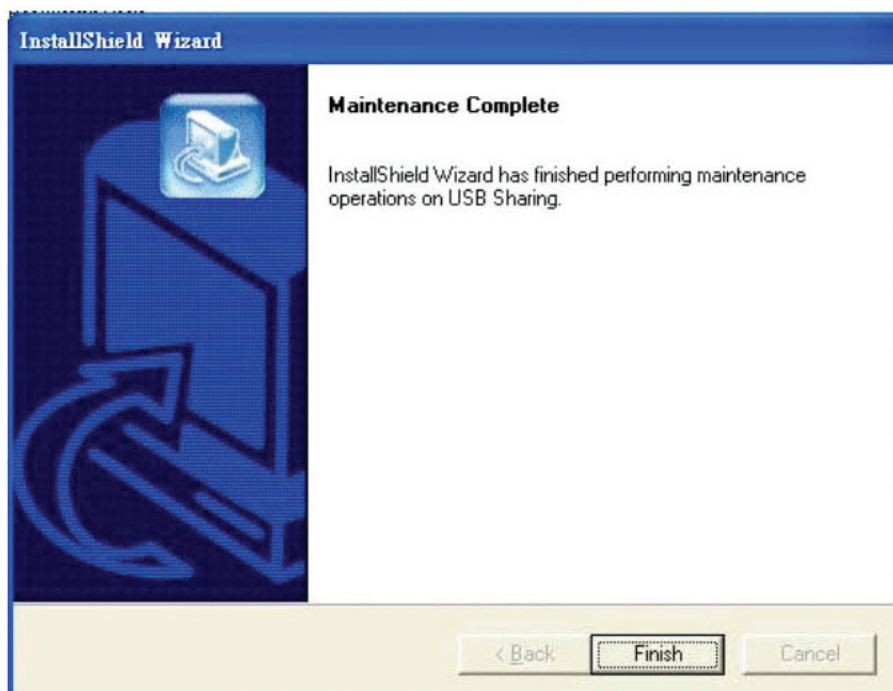 InstallShield Wizard
Maintenance Complete
InstallShield Wizard has finished performing maintenance
operations on USB Sharing.
< Back
Finish
Cancel